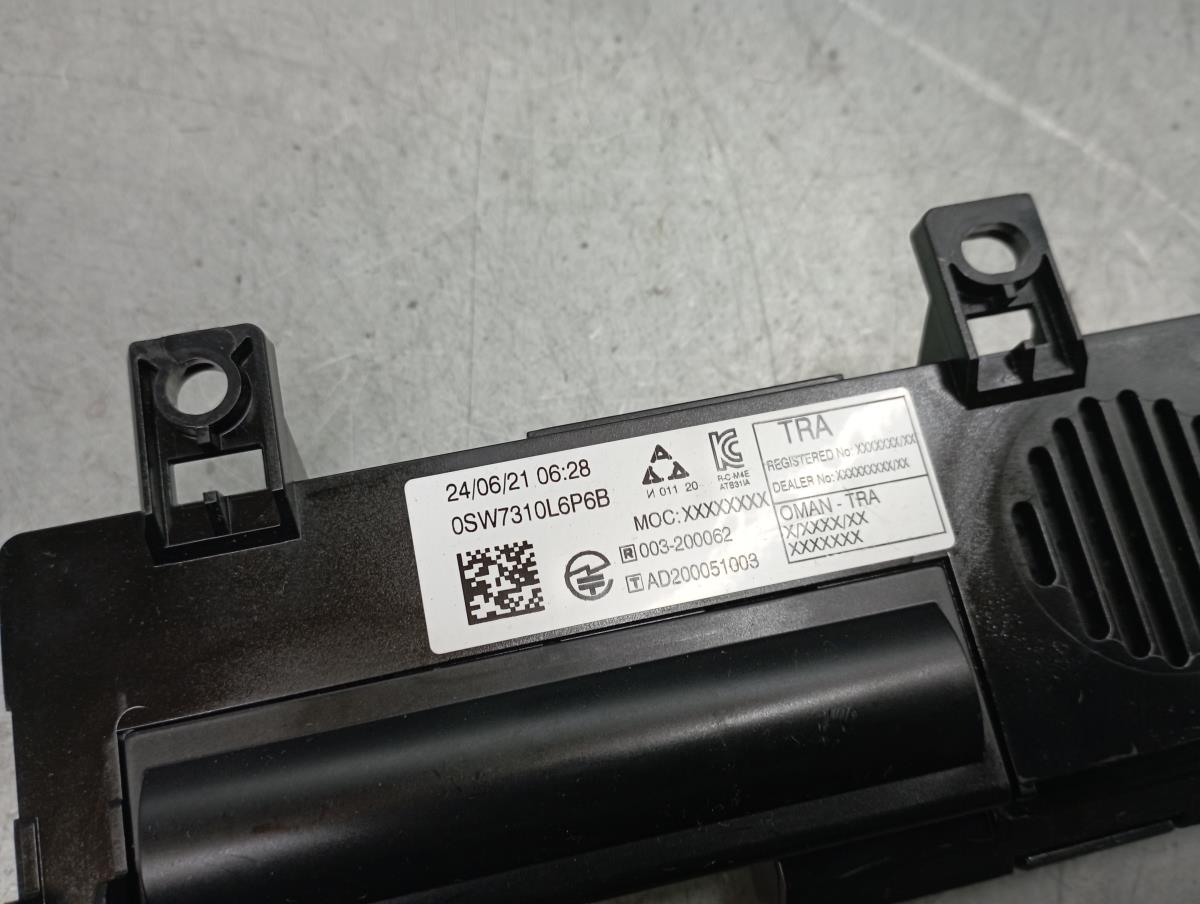 24/06/21 06:28
0SW7310L6P6B
И 011 20
R-C-M4E
MOC: XXXXXXXX
R 003-200062
T AD200051003
TRA
REGISTERED No: XXXXXXX/XX
DEALER No: XXXXXXXXX/XX
OMAN - TRA
X/XXXX/XX
XXXXXXX